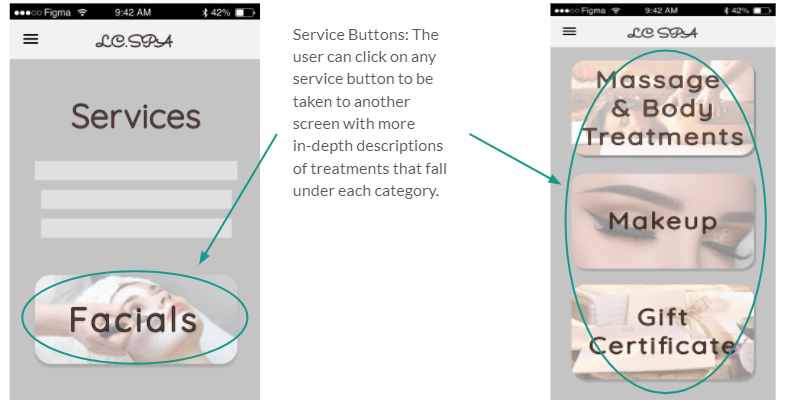 Figma 9:42 AM 42%
LC.SPA
Services
Facials
Service Buttons: The
user can click on any
service button to be
taken to another
screen with more
in-depth descriptions
of treatments that fall
under each category.
Figma 9:42 AM 42%
LC.SPA
Massage
& Body
Treatments
Makeup
Gift
Certificate